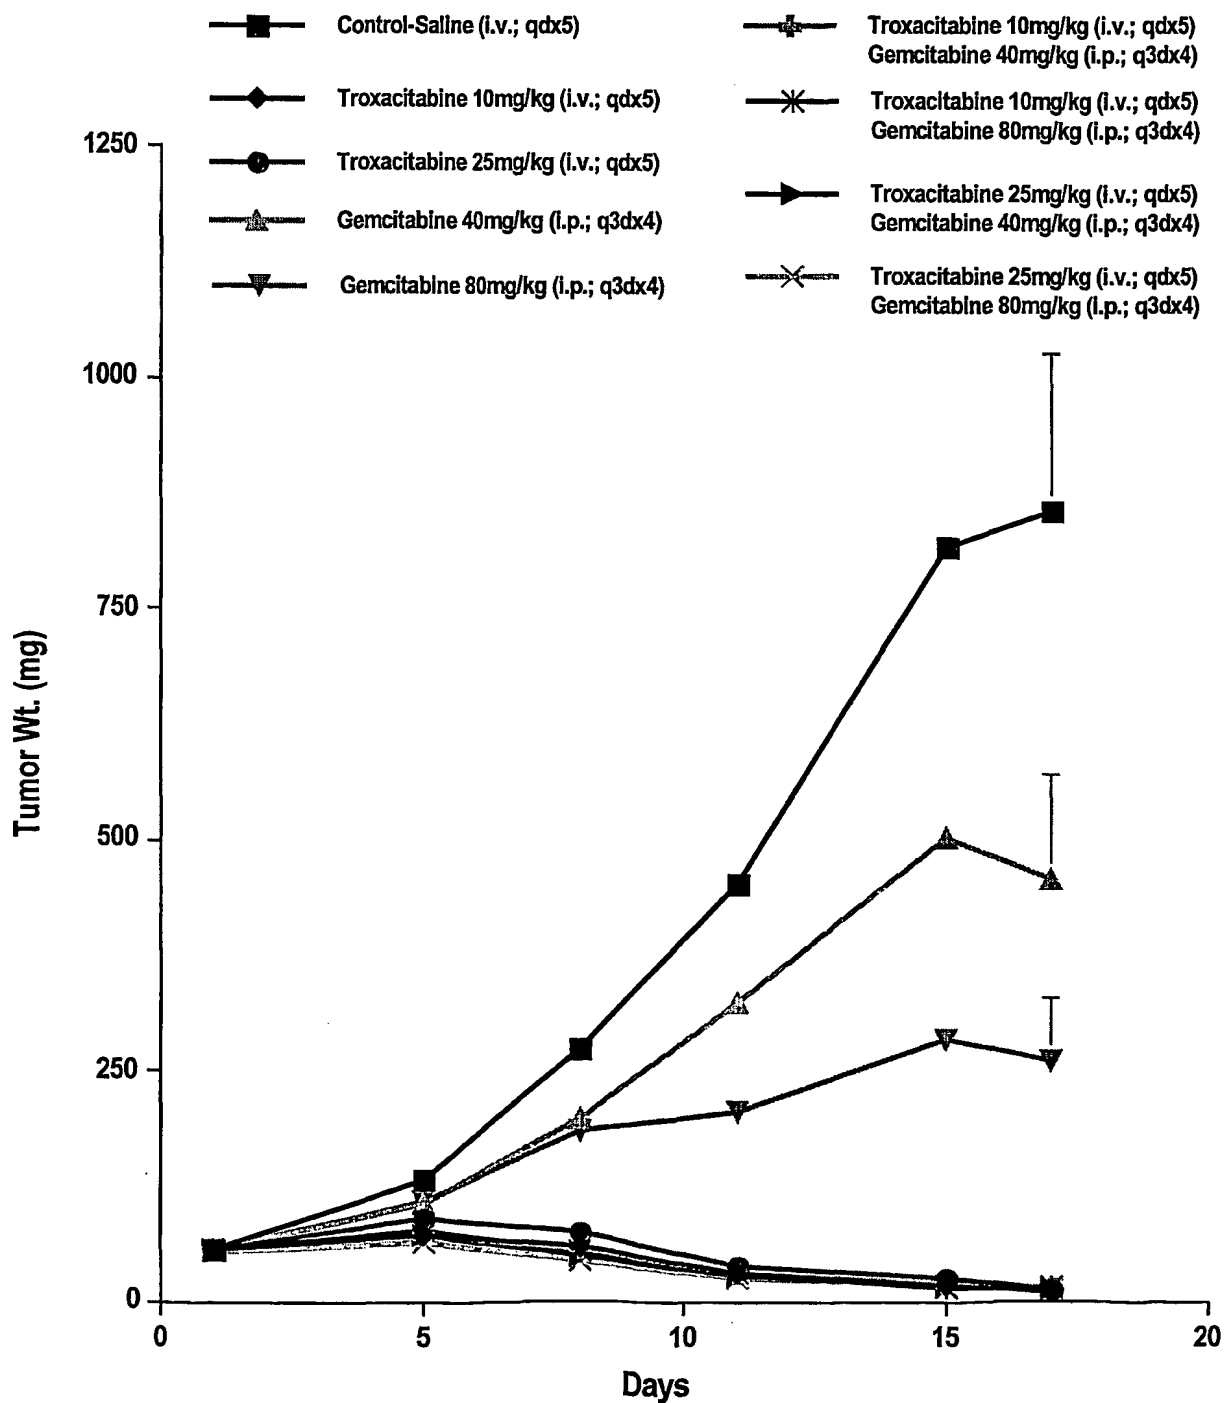 Control-Saline (i.v.; qdx5)
Troxacitabine 10mg/kg (i.v.; qdx5)
Troxacitabine 25mg/kg (i.v.; qdx5)
Gemcitabine 40mg/kg (i.p.; q3dx4)
Gemcitabine 80mg/kg (i.p.; q3dx4)
Troxacitabine 10mg/kg (i.v.; qdx5)
Gemcitabine 40mg/kg (i.p.; q3dx4)
Troxacitabine 10mg/kg (i.v.; qdx5)
Gemcitabine 80mg/kg (i.p.; q3dx4)
Troxacitabine 25mg/kg (i.v.; qdx5)
Gemcitabine 40mg/kg (i.p.; q3dx4)
Troxacitabine 25mg/kg (i.v.; qdx5)
Gemcitabine 80mg/kg (i.p.; q3dx4)
1250
1000
750
500
250
0
Tumor Wt. (mg)
0
5
10
15
20
Days